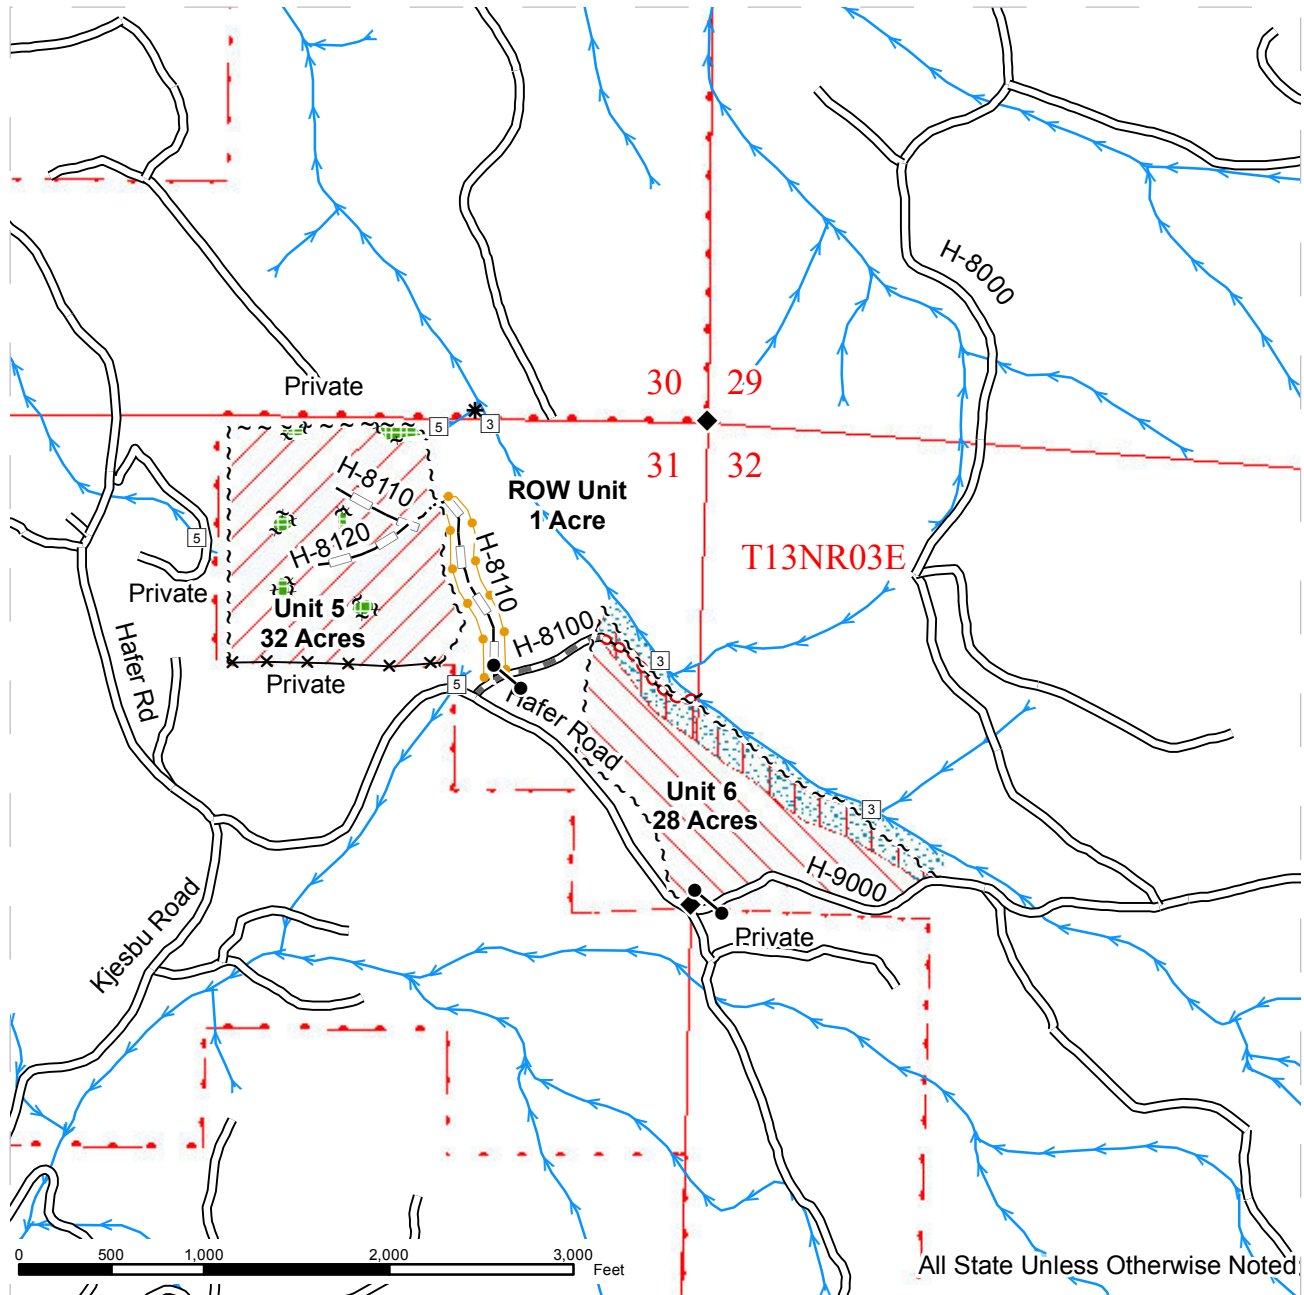 H-8000
Private
30
29
5
3
31
32
H-8110
ROW Unit
1 Acre
H-8120
5
T13NR03E
H-8110
Private
Unit 5
32 Acres
H-8100
Hafer Rd
3
Private
5
Hafer Road
Unit 6
28 Acres
3
H-9000
Kjesbu Road
Private
0
500
1,000
2,000
3,000
Feet
All State Unless Otherwise Noted